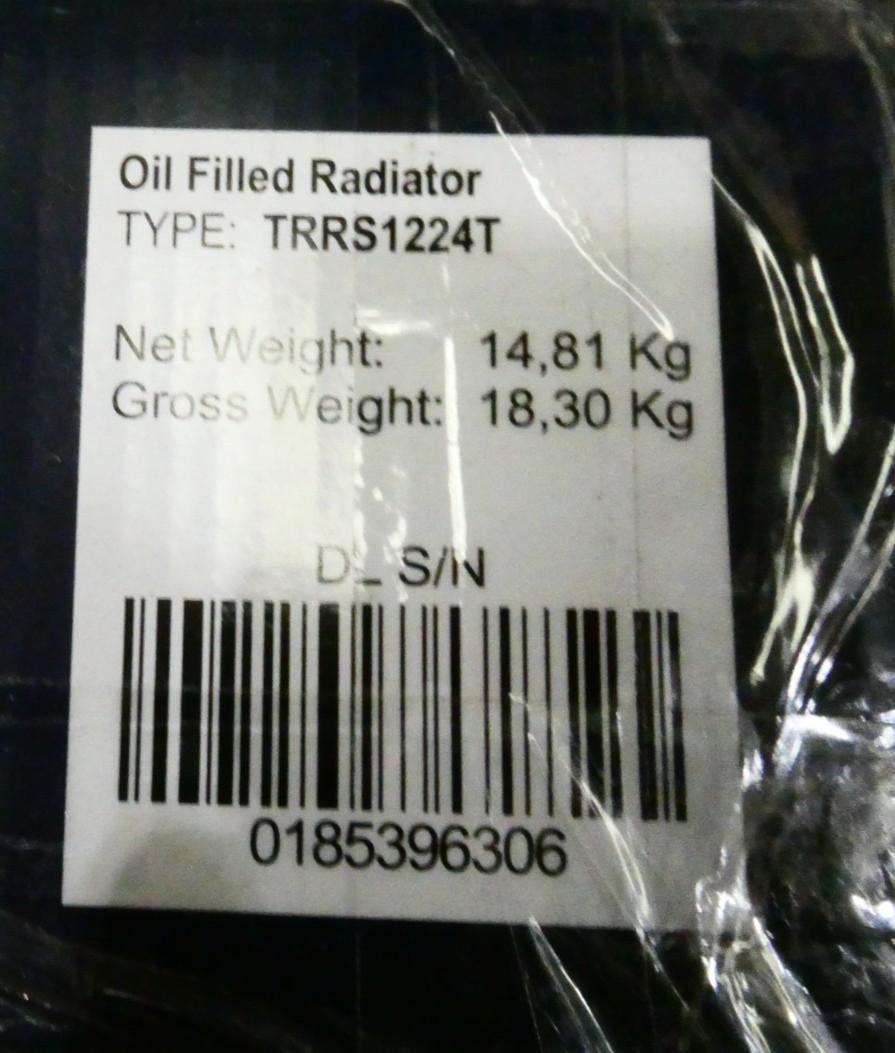 Oil Filled Radiator
TYPE: TRRS1224T
Net Weight: 14,81 Kg
Gross Weight: 18,30 Kg
DL S/N
0185396306